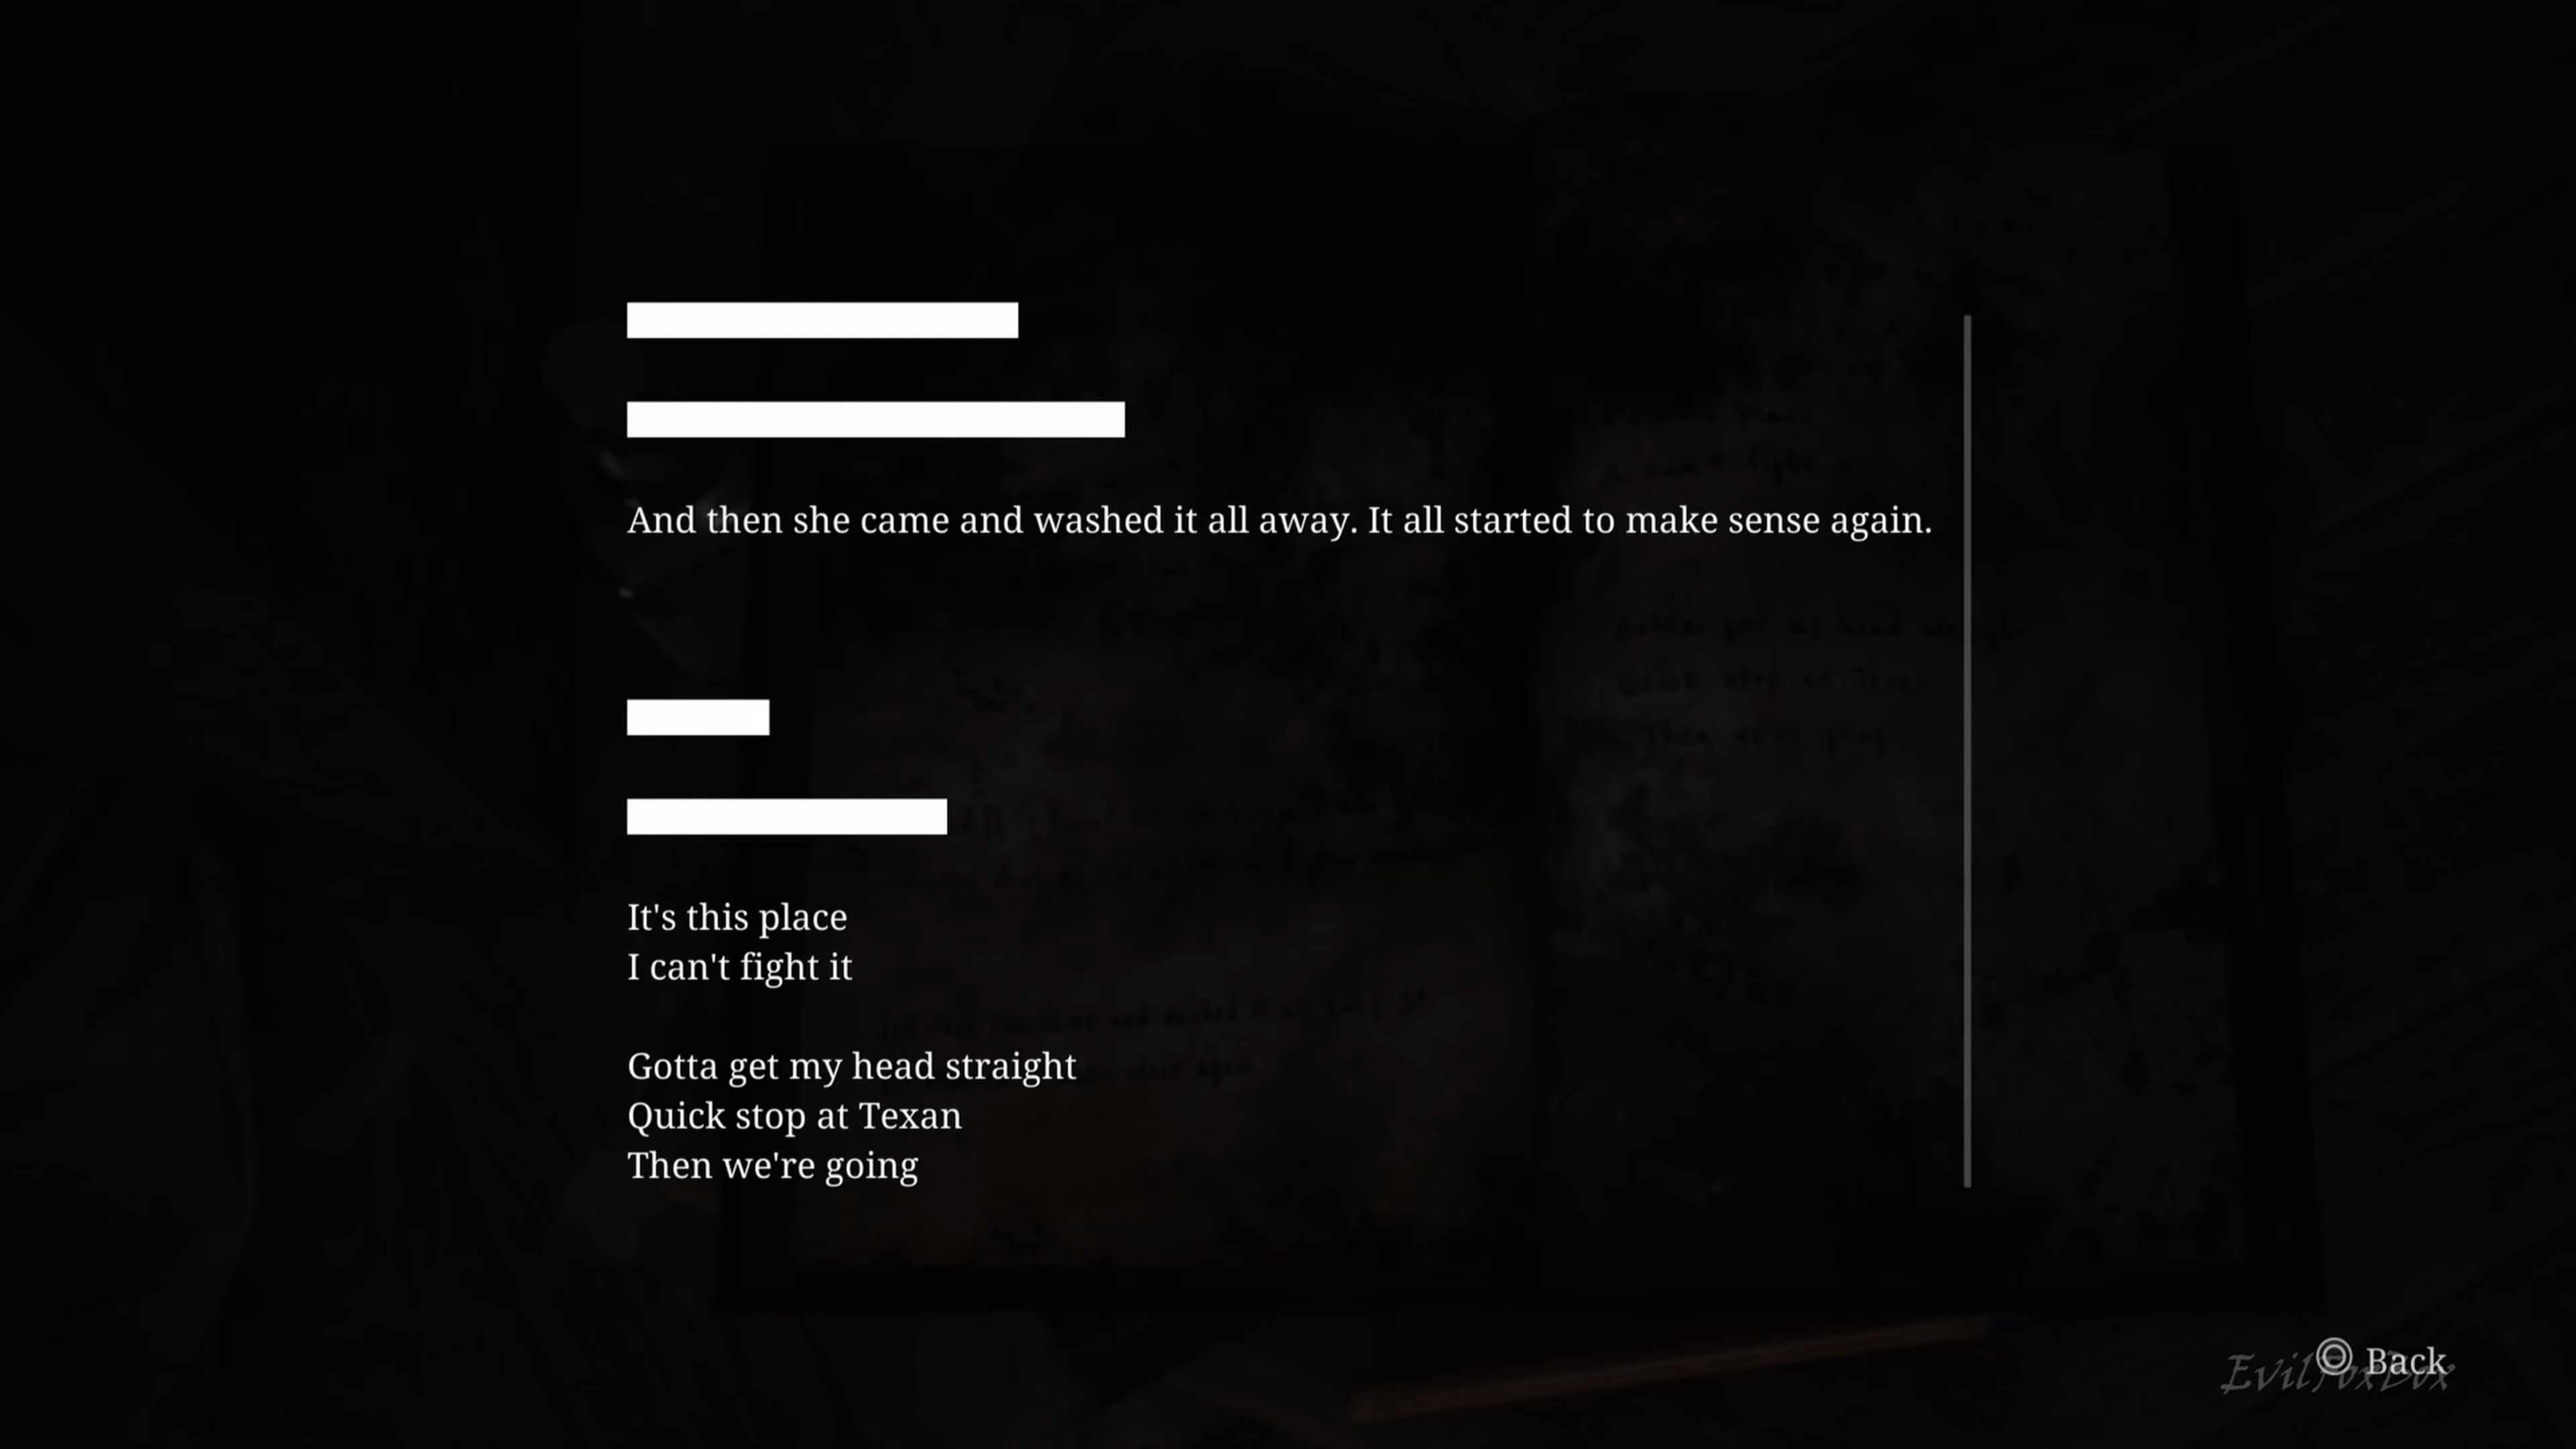 And then she came and washed it all away. It all started to make sense again.
It's this place
I can't fight it
Gotta get my head straight
Quick stop at Texan
Then we're going
Back
EvilFoxDox